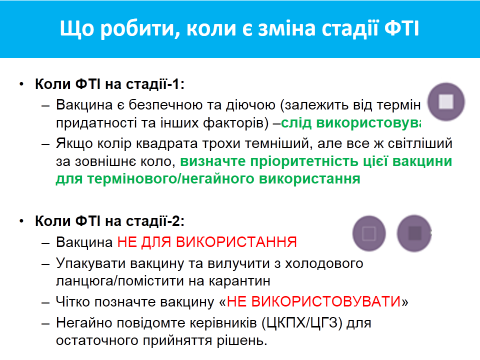 Що робити, коли є зміна стадії ФТІ
• Коли ФТІ на стадії-1:
– Вакцина є безпечною та діючою (залежить від термін
придатності та інших факторів) –слід використовува
– Якщо колір квадрата трохи темніший, але все ж світліший
за зовнішнє коло, визначте пріоритетність цієї вакцини
для термінового/негайного використання
• Коли ФТІ на стадії-2:
– Вакцина НЕ ДЛЯ ВИКОРИСТАННЯ
– Упакувати вакцину та вилучити з холодового
ланцюга/помістити на карантин
– Чітко позначте вакцину «НЕ ВИКОРИСТОВУВАТИ»
– Негайно повідомте керівників (ЦКПХ/ЦГЗ) для
остаточного прийняття рішень.